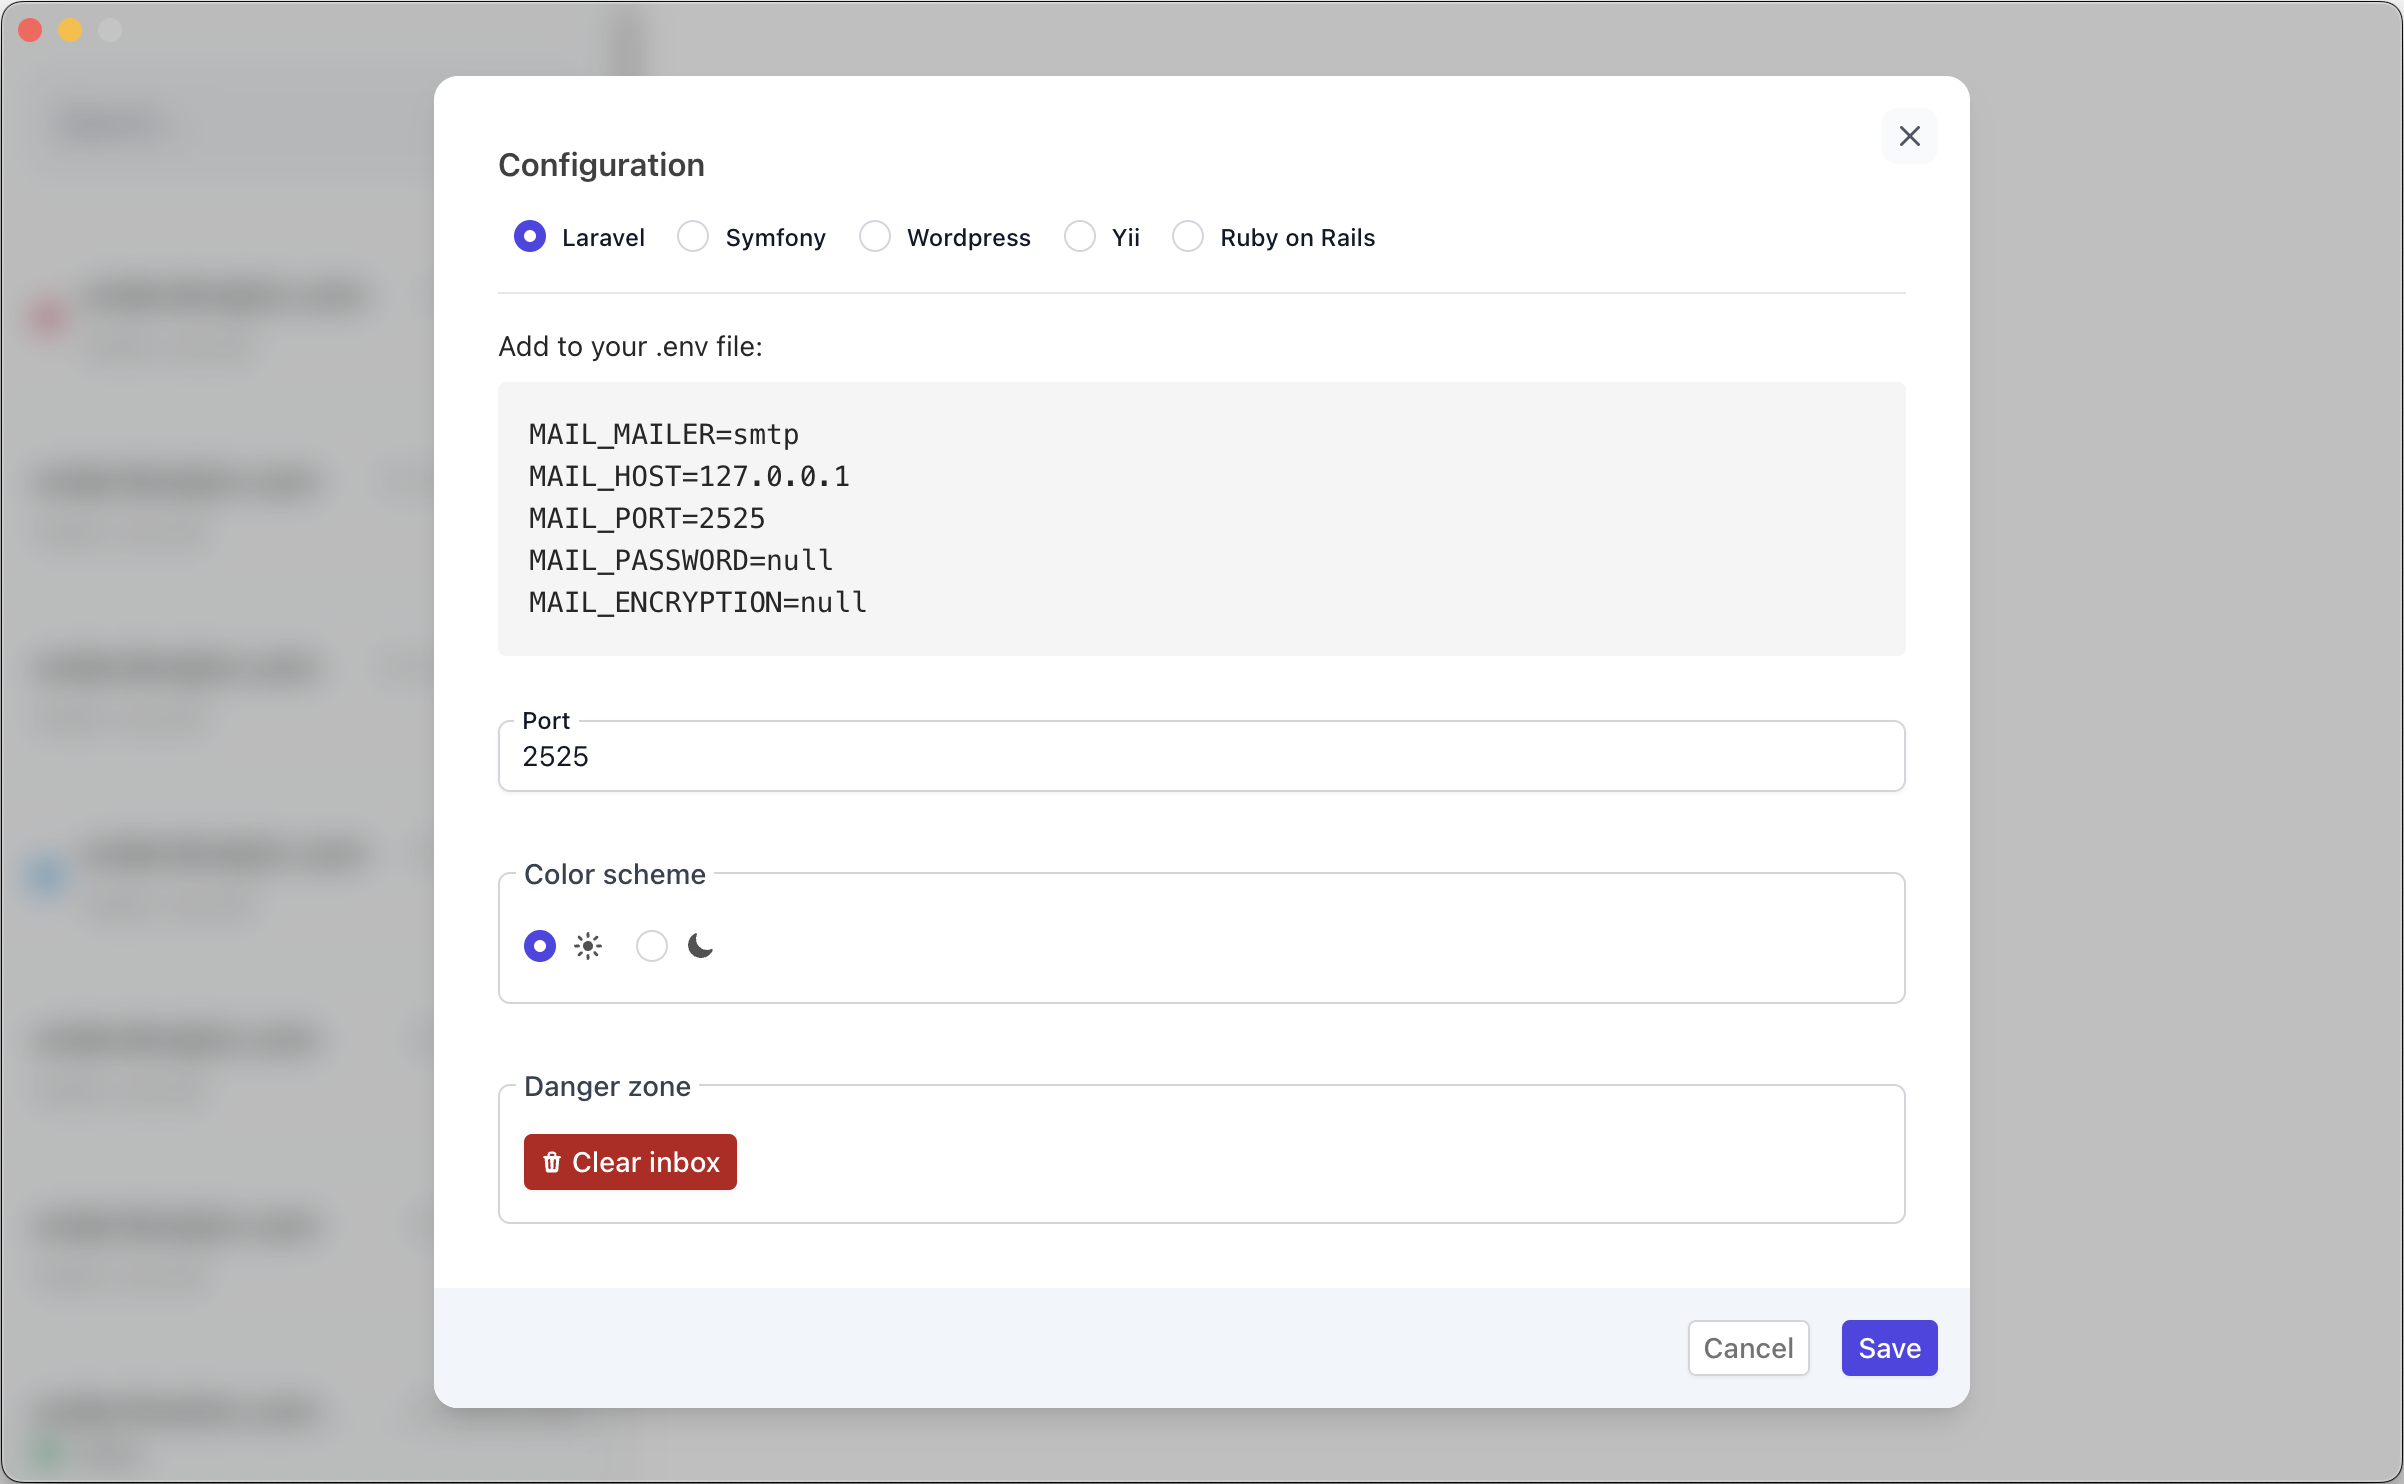 Configuration
Laravel Symfony Wordpress Yii Ruby on Rails
Add to your .env file:
MAIL_MAILER=smtp
MAIL_HOST=127.0.0.1
MAIL_PORT=2525
MAIL_PASSWORD=null
MAIL_ENCRYPTION=null
Port
2525
Color scheme
Danger zone
Clear inbox
Cancel Save